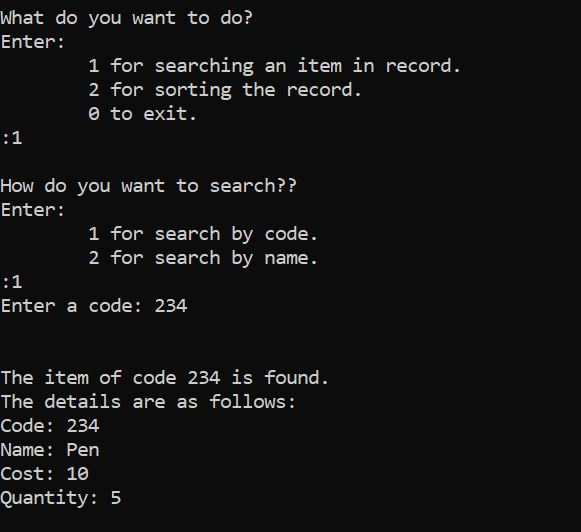 What do you want to do?
Enter:
        1 for searching an item in record.
        2 for sorting the record.
        0 to exit.
:1

How do you want to search??
Enter:
        1 for search by code.
        2 for search by name.
:1
Enter a code: 234


The item of code 234 is found.
The details are as follows:
Code: 234
Name: Pen
Cost: 10
Quantity: 5